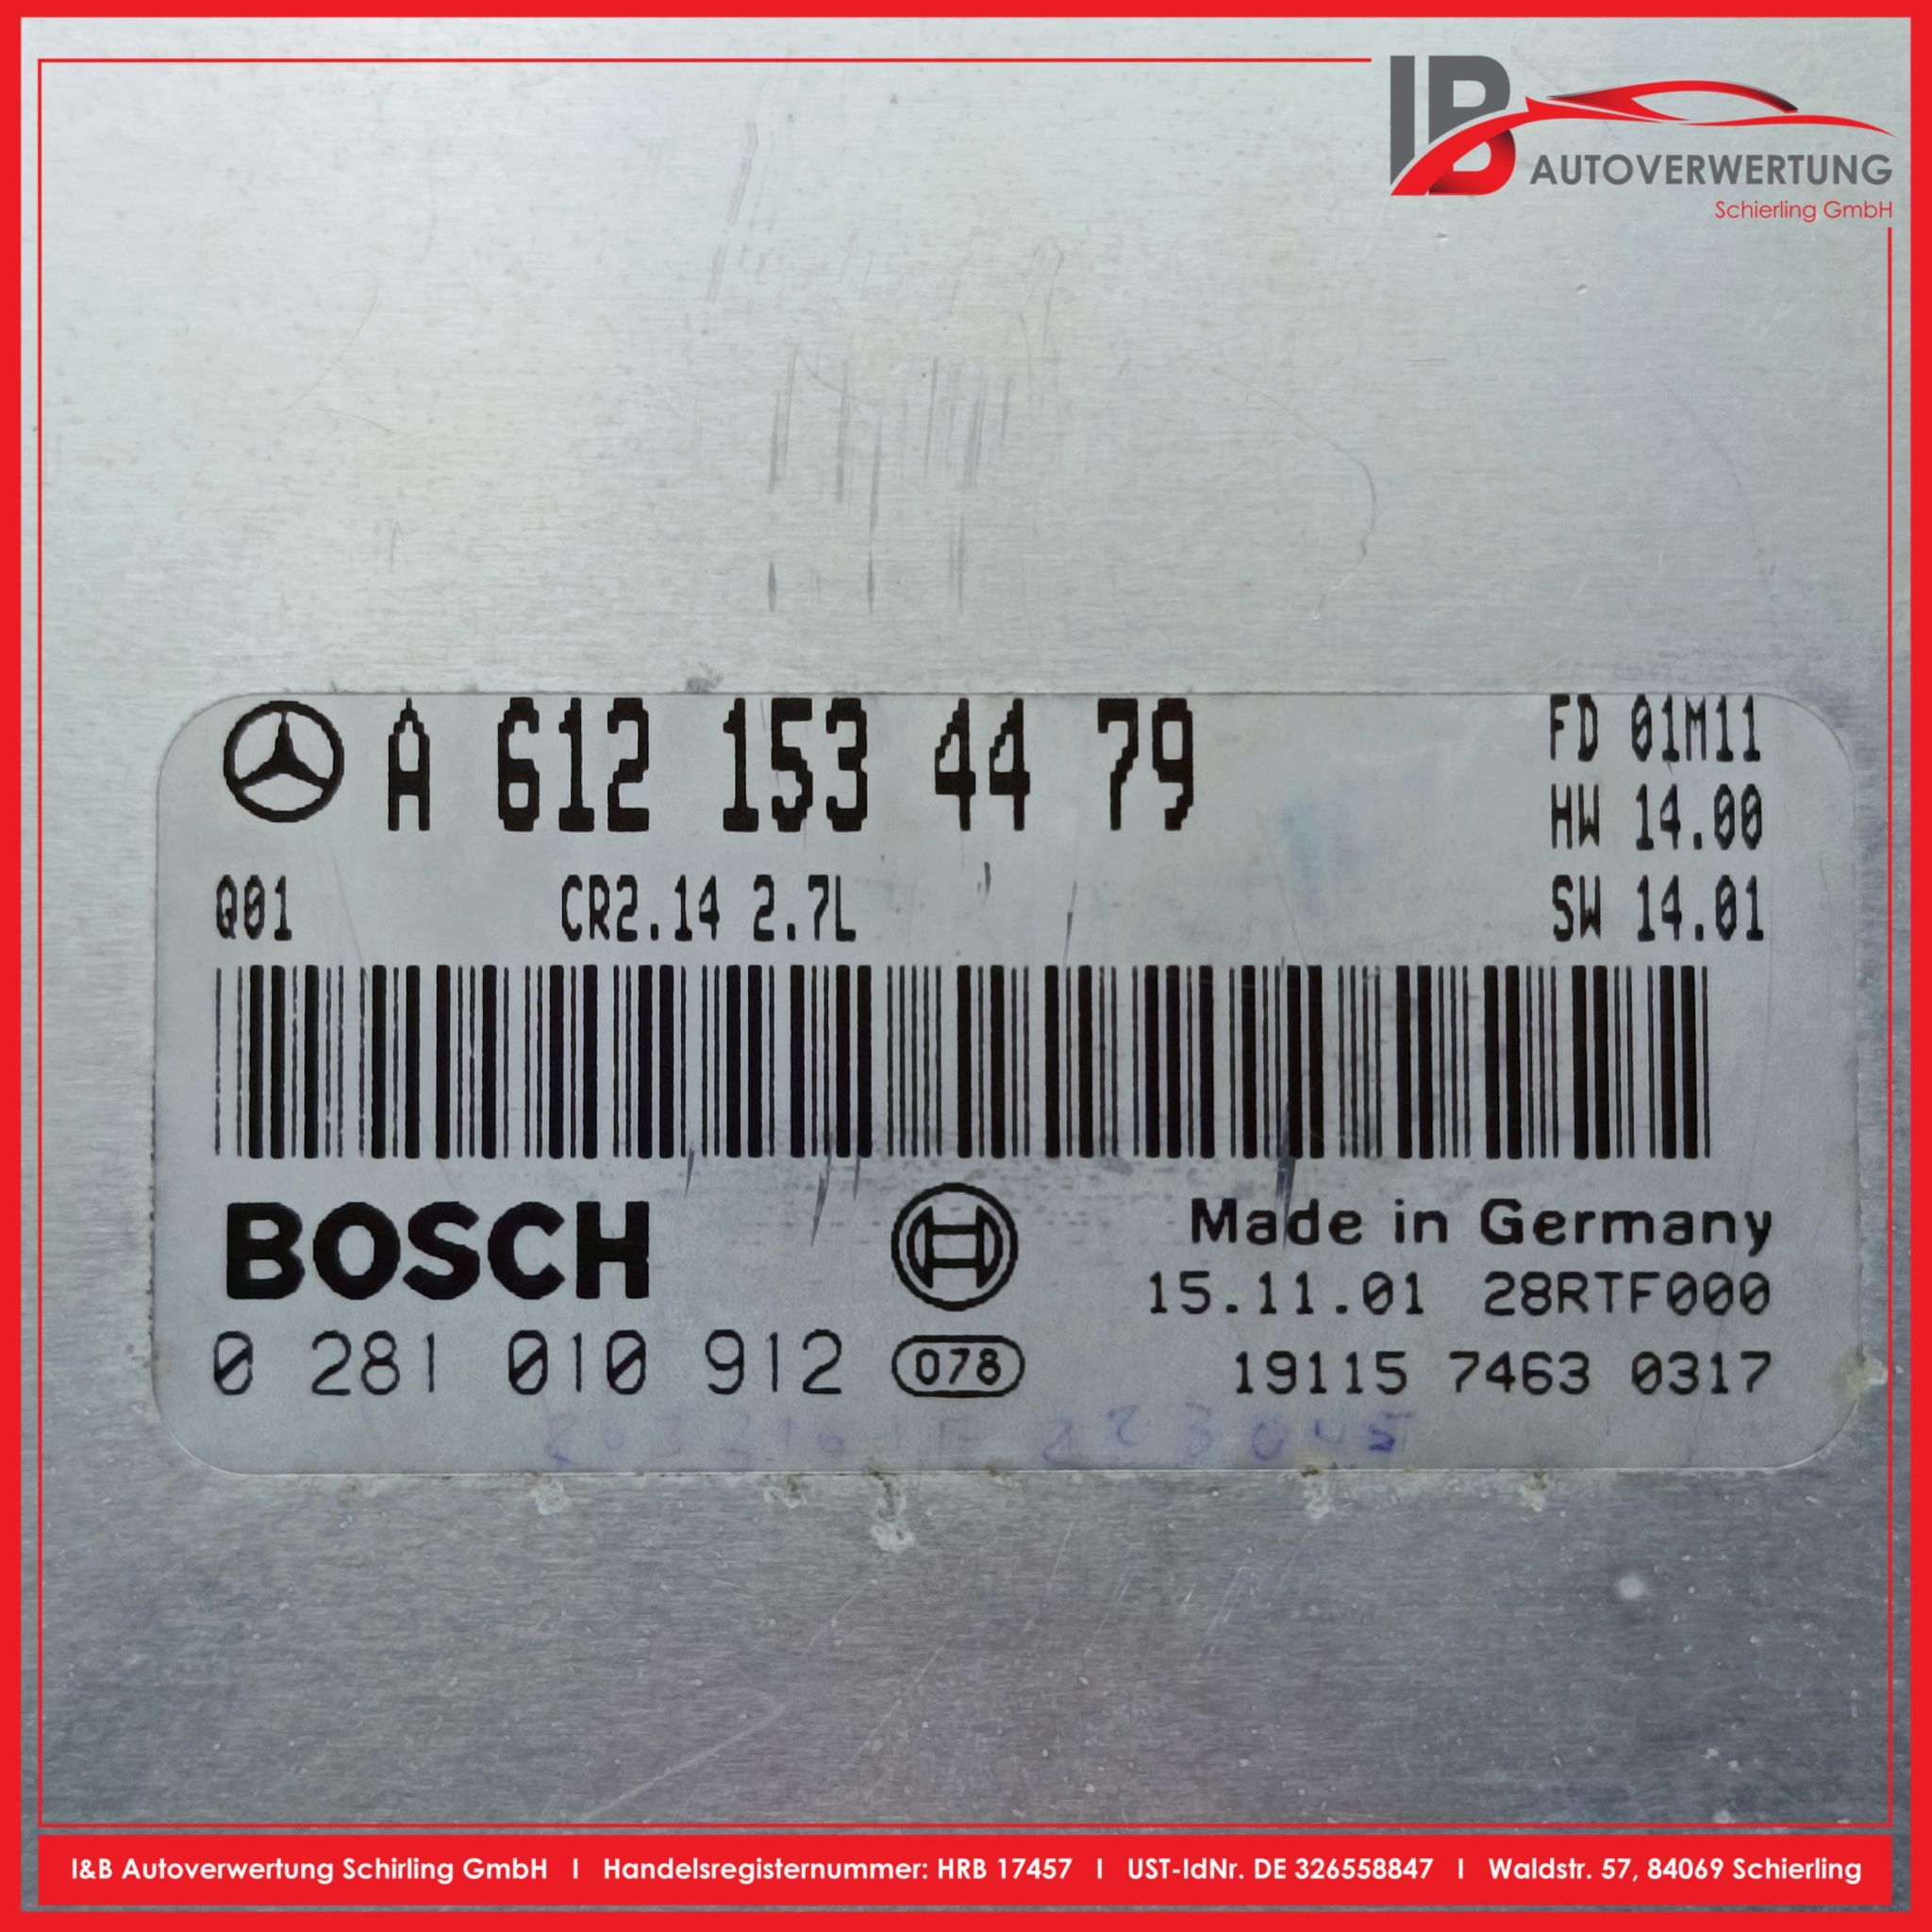 IB AUTOVERWERTUNG
Schierling GmbH
A 612 153 44 79
FD 01M11
HW 14.00
Q01 CR2.14 2.7L SW 14.01
BOSCH
Made in Germany
15.11.01 28RTF000
0 281 010 912 078 19115 7463 0317
I&B Autoverwertung Schirling GmbH I Handelsregisternummer: HRB 17457 I UST-IdNr. DE 326558847 I Waldstr. 57, 84069 Schierling